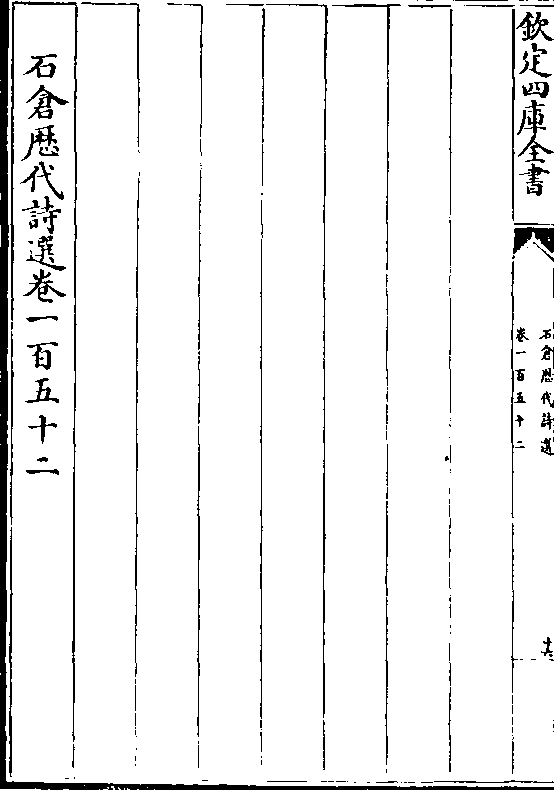 欽定四庫全書
石倉歷代詩選
卷一百五十二
石倉歷代詩選卷一百五十二